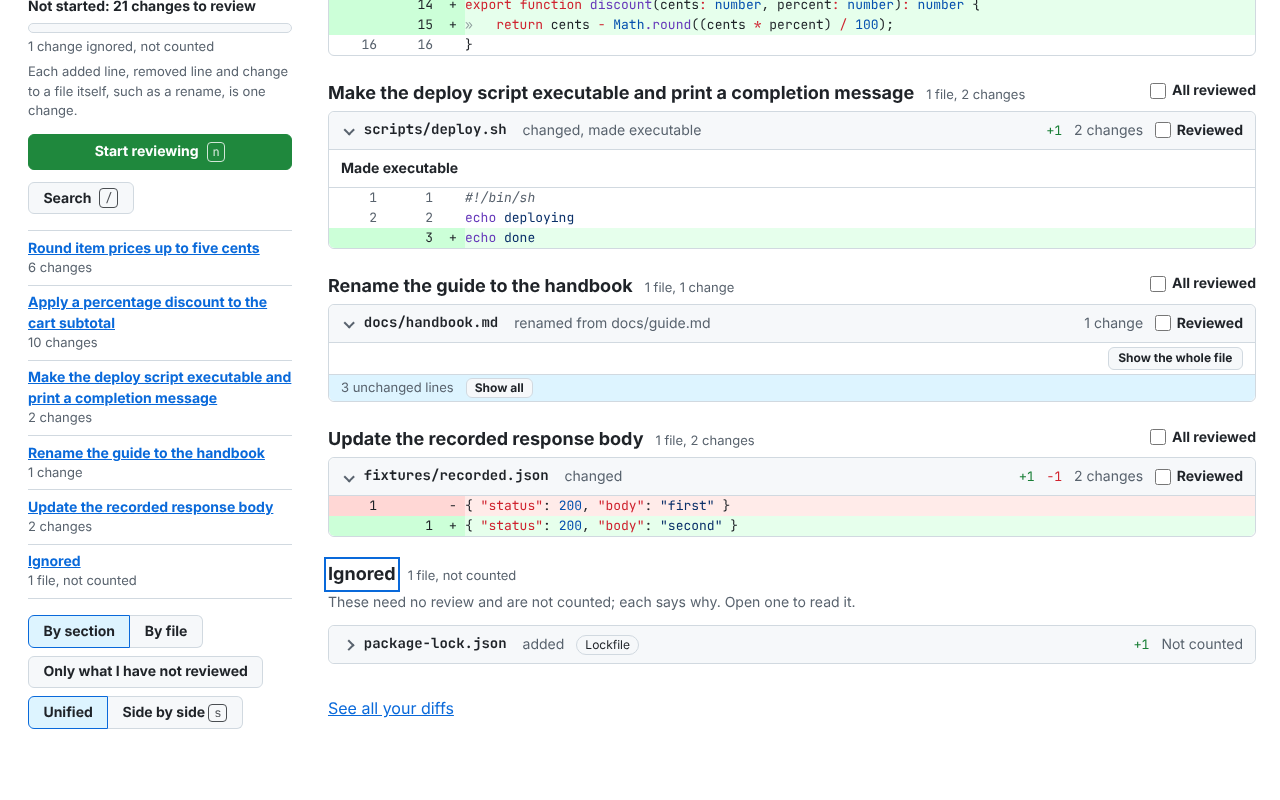 Not started: 21 changes to review
1 change ignored, not counted
Each added line, removed line and change
to a file itself, such as a rename, is one
change.
Start reviewing n
Search /
Round item prices up to five cents
6 changes
Apply a percentage discount to the
cart subtotal
10 changes
Make the deploy script executable and
print a completion message
2 changes
Rename the guide to the handbook
1 change
Update the recorded response body
2 changes
Ignored
1 file, not counted
By section By file
Only what I have not reviewed
Unified Side by side s
14 + export function discount(cents: number, percent: number): number {
15 + » return cents - Math.round((cents * percent) / 100);
16 16 }
Make the deploy script executable and print a completion message 1 file, 2 changes All reviewed
scripts/deploy.sh changed, made executable +1 2 changes Reviewed
Made executable
1 1 #!/bin/sh
2 2 echo deploying
3 + echo done
Rename the guide to the handbook 1 file, 1 change All reviewed
docs/handbook.md renamed from docs/guide.md 1 change Reviewed
Show the whole file
3 unchanged lines Show all
Update the recorded response body 1 file, 2 changes All reviewed
fixtures/recorded.json changed +1 -1 2 changes Reviewed
1 - { "status": 200, "body": "first" }
1 + { "status": 200, "body": "second" }
Ignored 1 file, not counted
These need no review and are not counted; each says why. Open one to read it.
package-lock.json added Lockfile +1 Not counted
See all your diffs